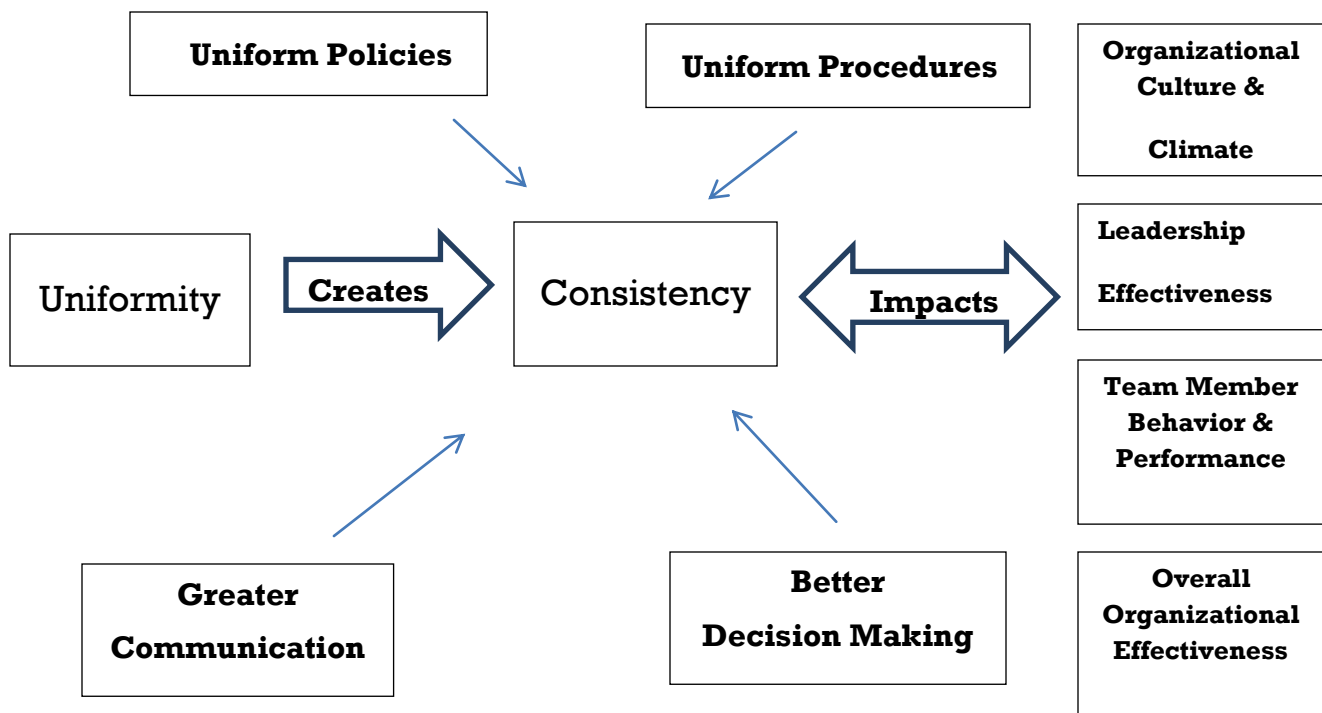 Uniform Policies
Uniform Procedures
Organizational
Culture &
Climate
Uniformity
Creates
Consistency
Impacts
Leadership
Effectiveness
Team Member
Behavior &
Performance
Greater
Communication
Better
Decision Making
Overall
Organizational
Effectiveness